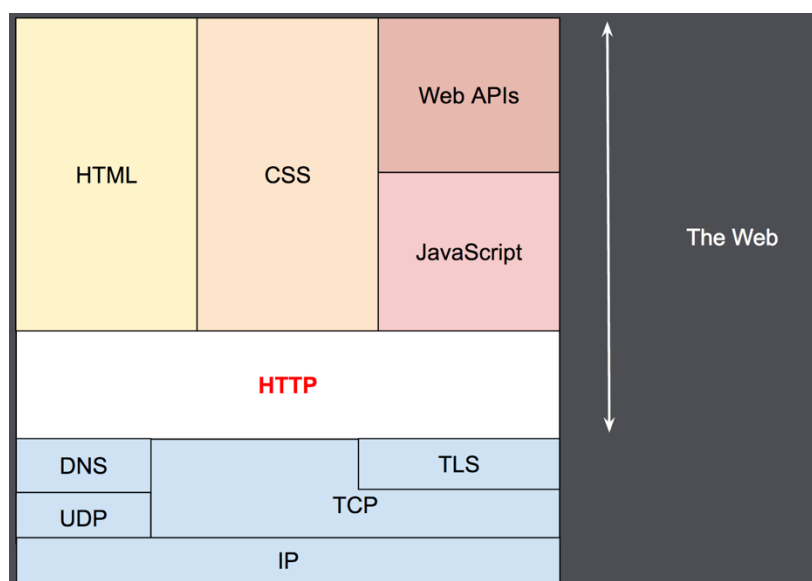 HTML
CSS
Web APIs
JavaScript
The Web
HTTP
DNS
TLS
UDP
TCP
IP